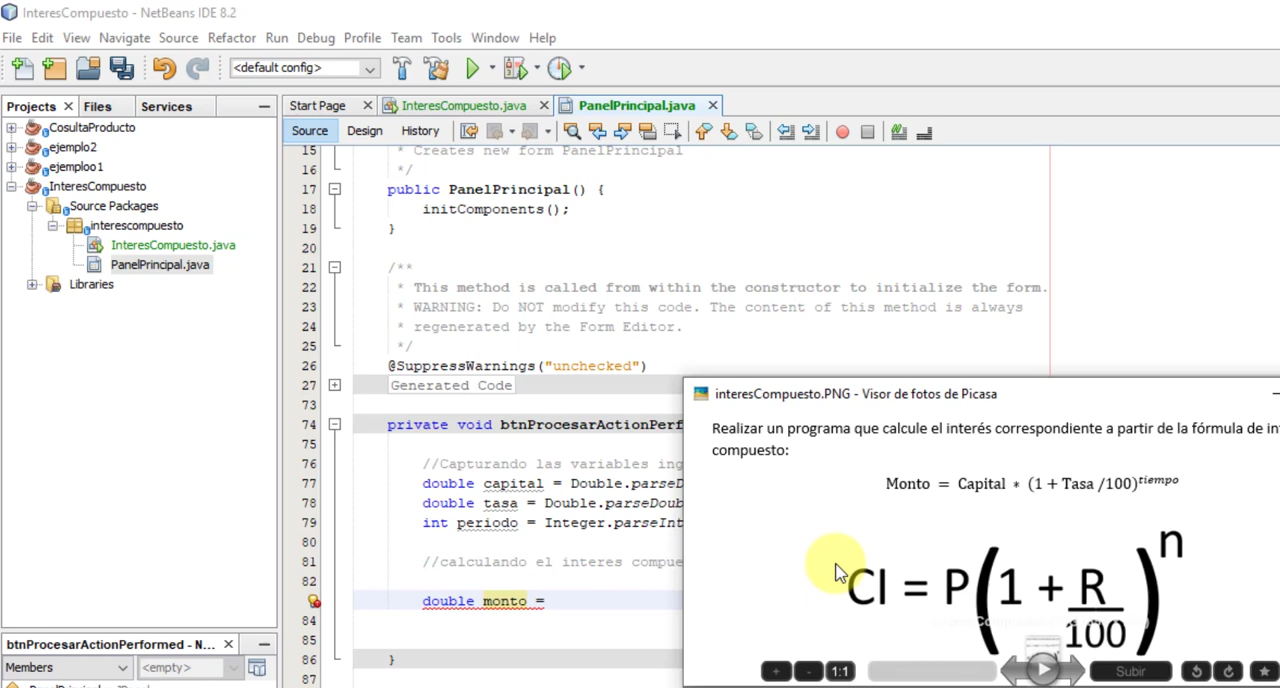 InteresCompuesto - NetBeans IDE 8.2
File Edit View Navigate Source Refactor Run Debug Profile Team Tools Window Help
<default config>
Projects Files Services
Start Page InteresCompuesto.java PanelPrincipal.java
Source Design History
CosultaProducto
ejemplo2
ejemploo1
InteresCompuesto
Source Packages
interescompuesto
InteresCompuesto.java
PanelPrincipal.java
Libraries
15 * Creates new form PanelPrincipal
16 */
17 public PanelPrincipal() {
18 initComponents();
19 }
20
21 /**
22 * This method is called from within the constructor to initialize the form.
23 * WARNING: Do NOT modify this code. The content of this method is always
24 * regenerated by the Form Editor.
25 */
26 @SuppressWarnings("unchecked")
27 Generated Code
73
74 private void btnProcesarActionPerf
75
76 //Capturando las variables ing
77 double capital = Double.parseD
78 double tasa = Double.parseDoub
79 int periodo = Integer.parseInt
80
81 //calculando el interes compue
82
double monto =
84
85
86 }
87
interesCompuesto.PNG - Visor de fotos de Picasa
Realizar un programa que calcule el interés correspondiente a partir de la fórmula de in
compuesto:
Monto = Capital * (1 + Tasa /100)^tiempo
CI = P(1 + R/100)^n
+ - 1:1 Subir
btnProcesarActionPerformed - N...
Members <empty>